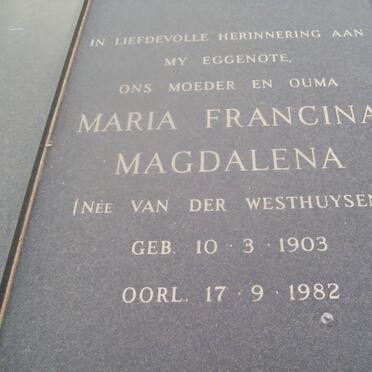 IN LIEFDEVOLLE HERINNERING AAN
MY EGGENOTE,
ONS MOEDER EN OUMA
MARIA FRANCINA
MAGDALENA
(NÉE VAN DER WESTHUYSEN
GEB. 10 · 3 · 1903
OORL. 17 · 9 · 1982